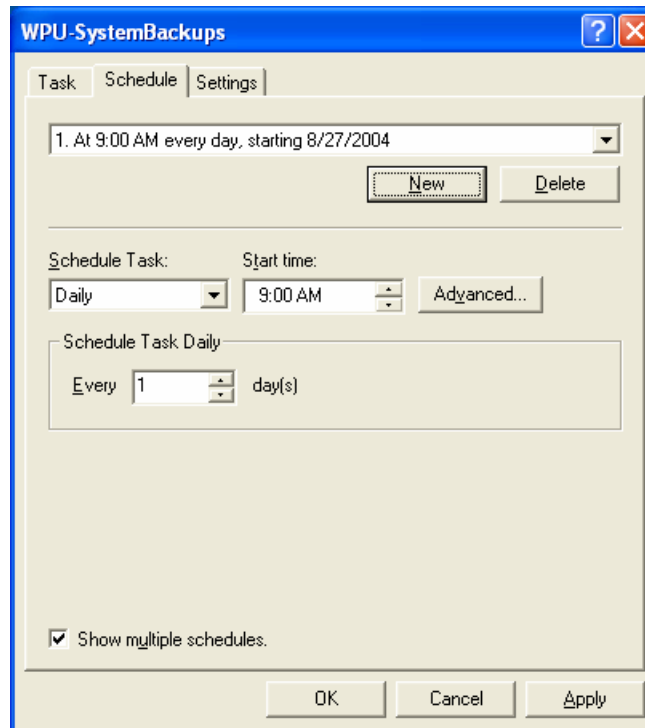 WPU-SystemBackups
Task Schedule Settings
1. At 9:00 AM every day, starting 8/27/2004
New Delete
Schedule Task: Start time:
Daily 9:00 AM Advanced...
Schedule Task Daily
Every 1 day(s)
Show multiple schedules.
OK Cancel Apply